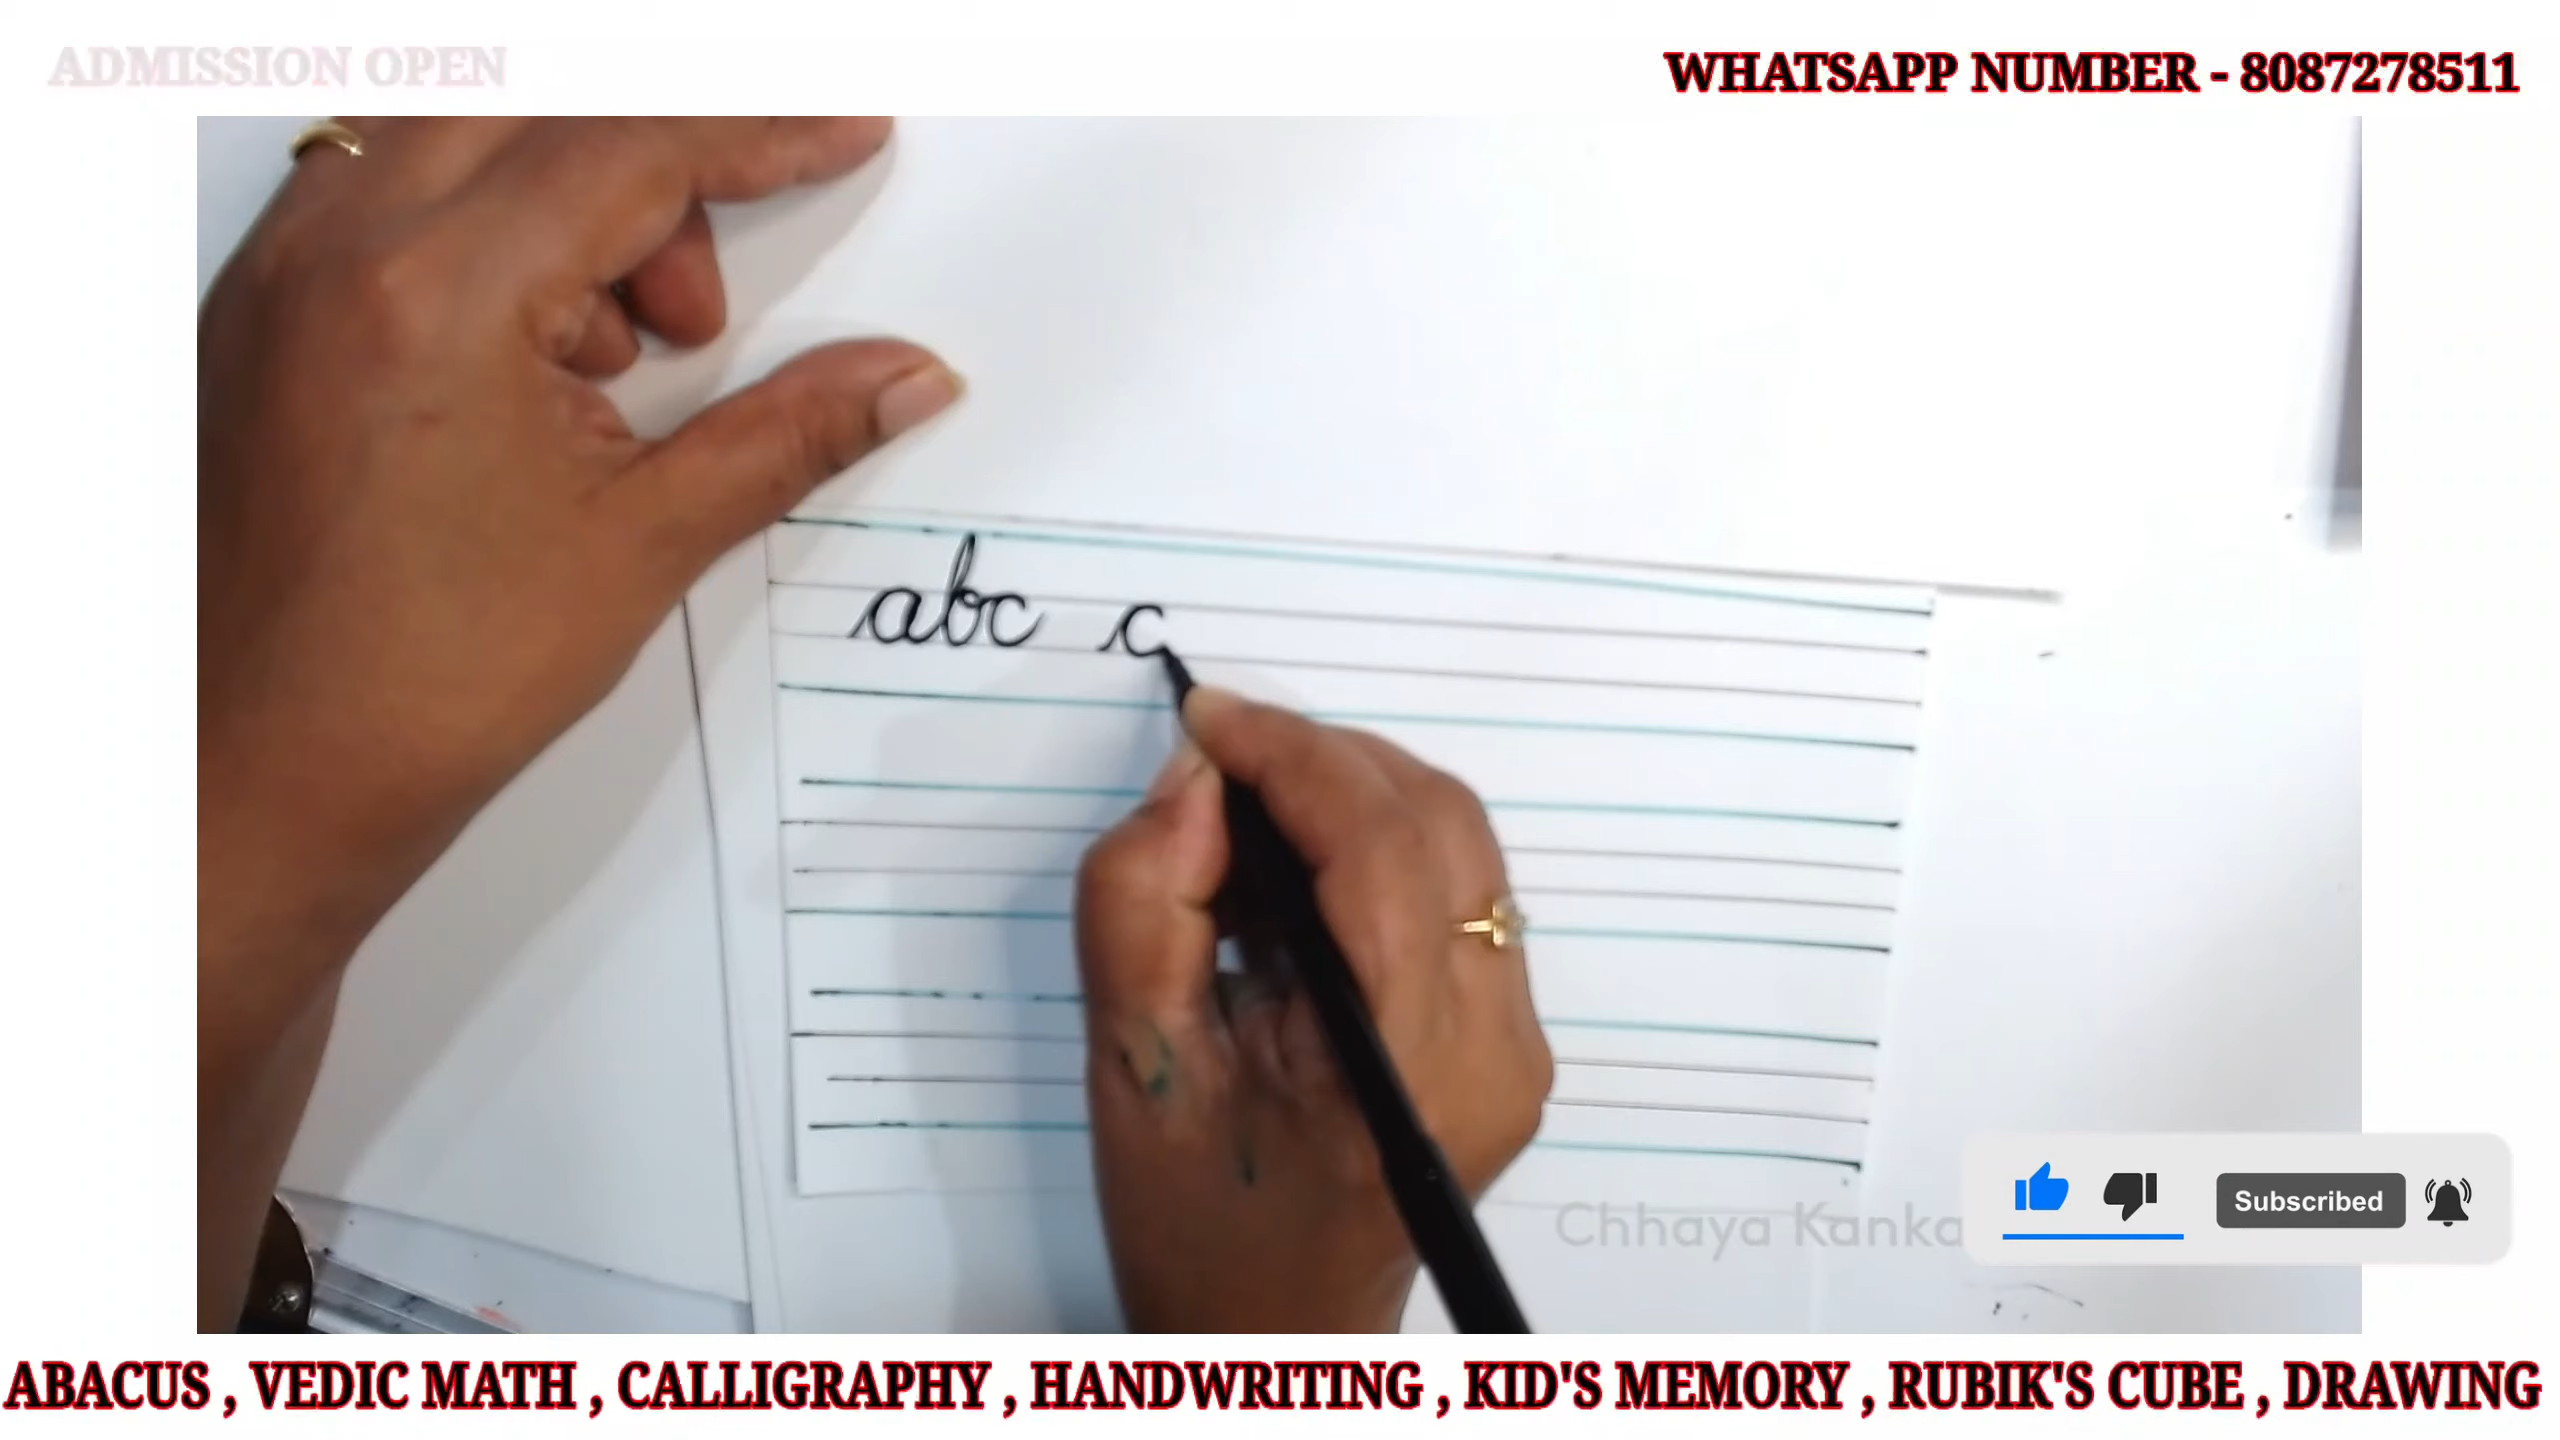 ADMISSION OPEN
WHATSAPP NUMBER - 8087278511
abc c
Chhaya Kanka
Subscribed
ABACUS , VEDIC MATH , CALLIGRAPHY , HANDWRITING , KID'S MEMORY , RUBIK'S CUBE , DRAWING